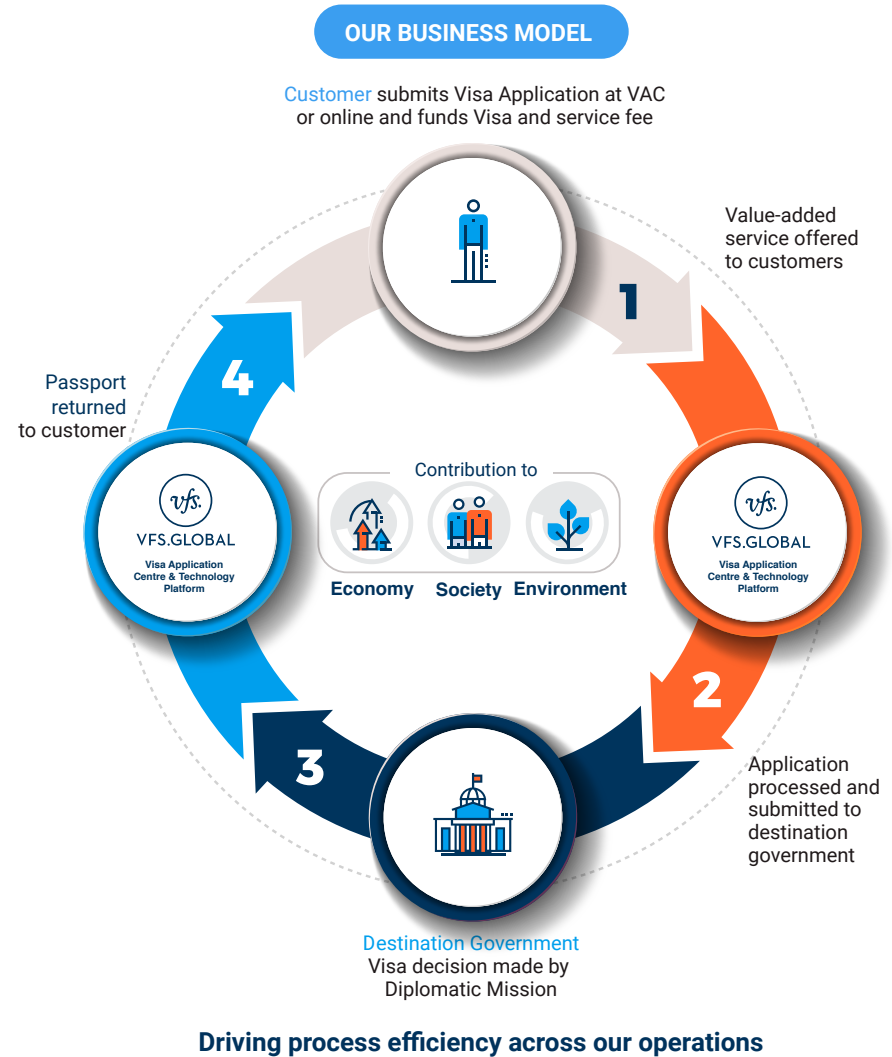 OUR BUSINESS MODEL
Customer submits Visa Application at VAC
or online and funds Visa and service fee
1
Value-added
service offered
to customers
4
Passport
returned
to customer
vfs.
VFS.GLOBAL
Visa Application
Centre & Technology
Platform
Contribution to
Economy
Society
Environment
vfs.
VFS.GLOBAL
Visa Application
Centre & Technology
Platform
2
Application
processed and
submitted to
destination
government
3
Destination Government
Visa decision made by
Diplomatic Mission
Driving process efficiency across our operations